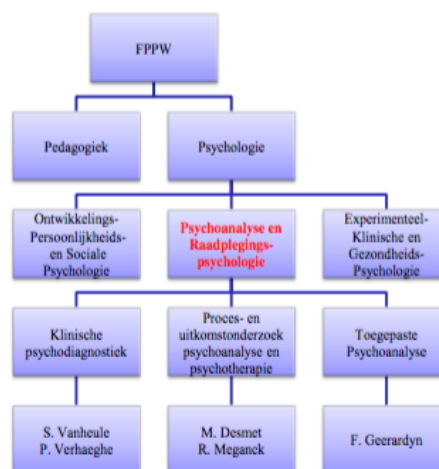 FPPW
Pedagogiek
Psychologie
Ontwikkelings-
Persoonlijkheids-
en Sociale
Psychologie
Psychoanalyse en
Raadplegings-
psychologie
Experimenteel-
Klinische en
Gezondheids-
Psychologie
Klinische
psychodiagnostiek
Proces- en
uitkomstonderzoek
psychoanalyse en
psychotherapie
Toegepaste
Psychoanalyse
S. Vanheule
P. Verhaeghe
M. Desmet
R. Meganck
F. Geerardyn